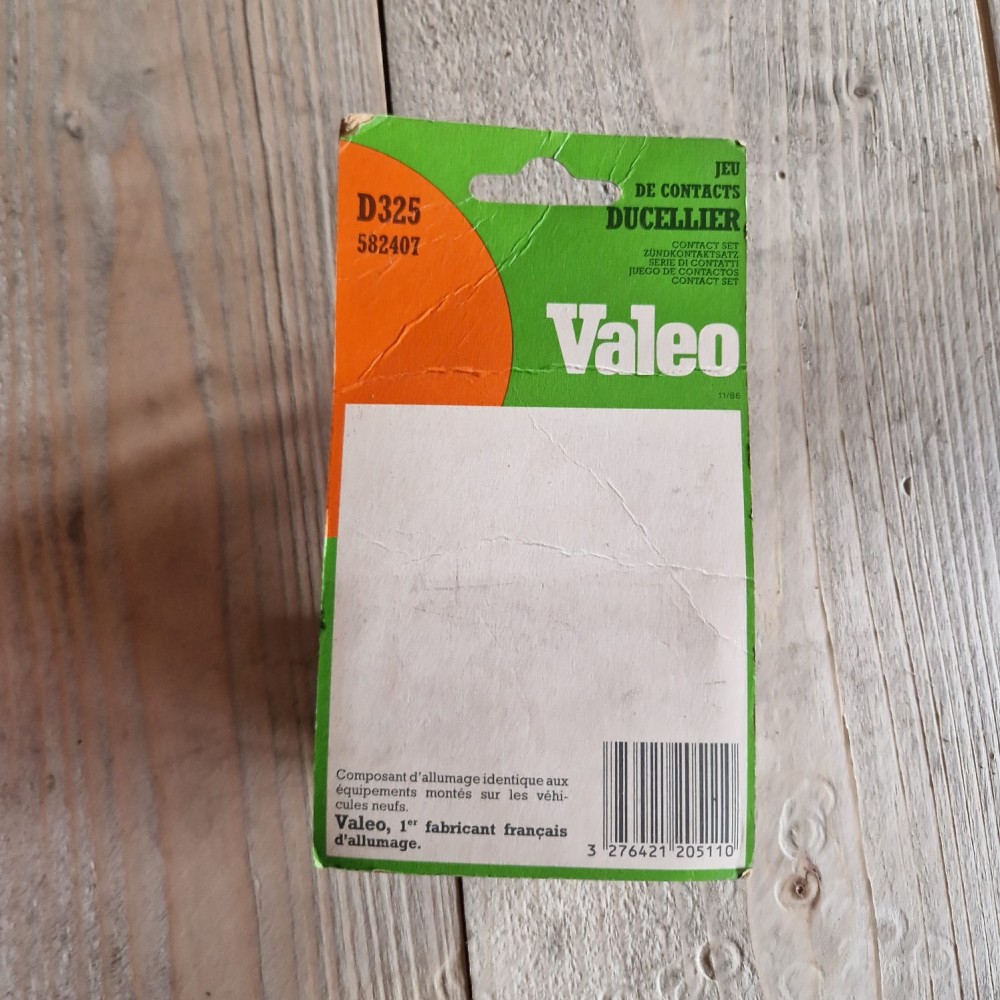 D325
582407
JEU
DE CONTACTS
DUCELLIER
CONTACT SET
ZÜNDKONTAKTSATZ
SERIE DI CONTATTI
JUEGO DE CONTACTOS
CONTACT SET
Valeo
11/86
Composant d'allumage identique aux
équipements montés sur les véhi-
cules neufs.
Valeo, 1er fabricant français
d'allumage.
3 276421 205110